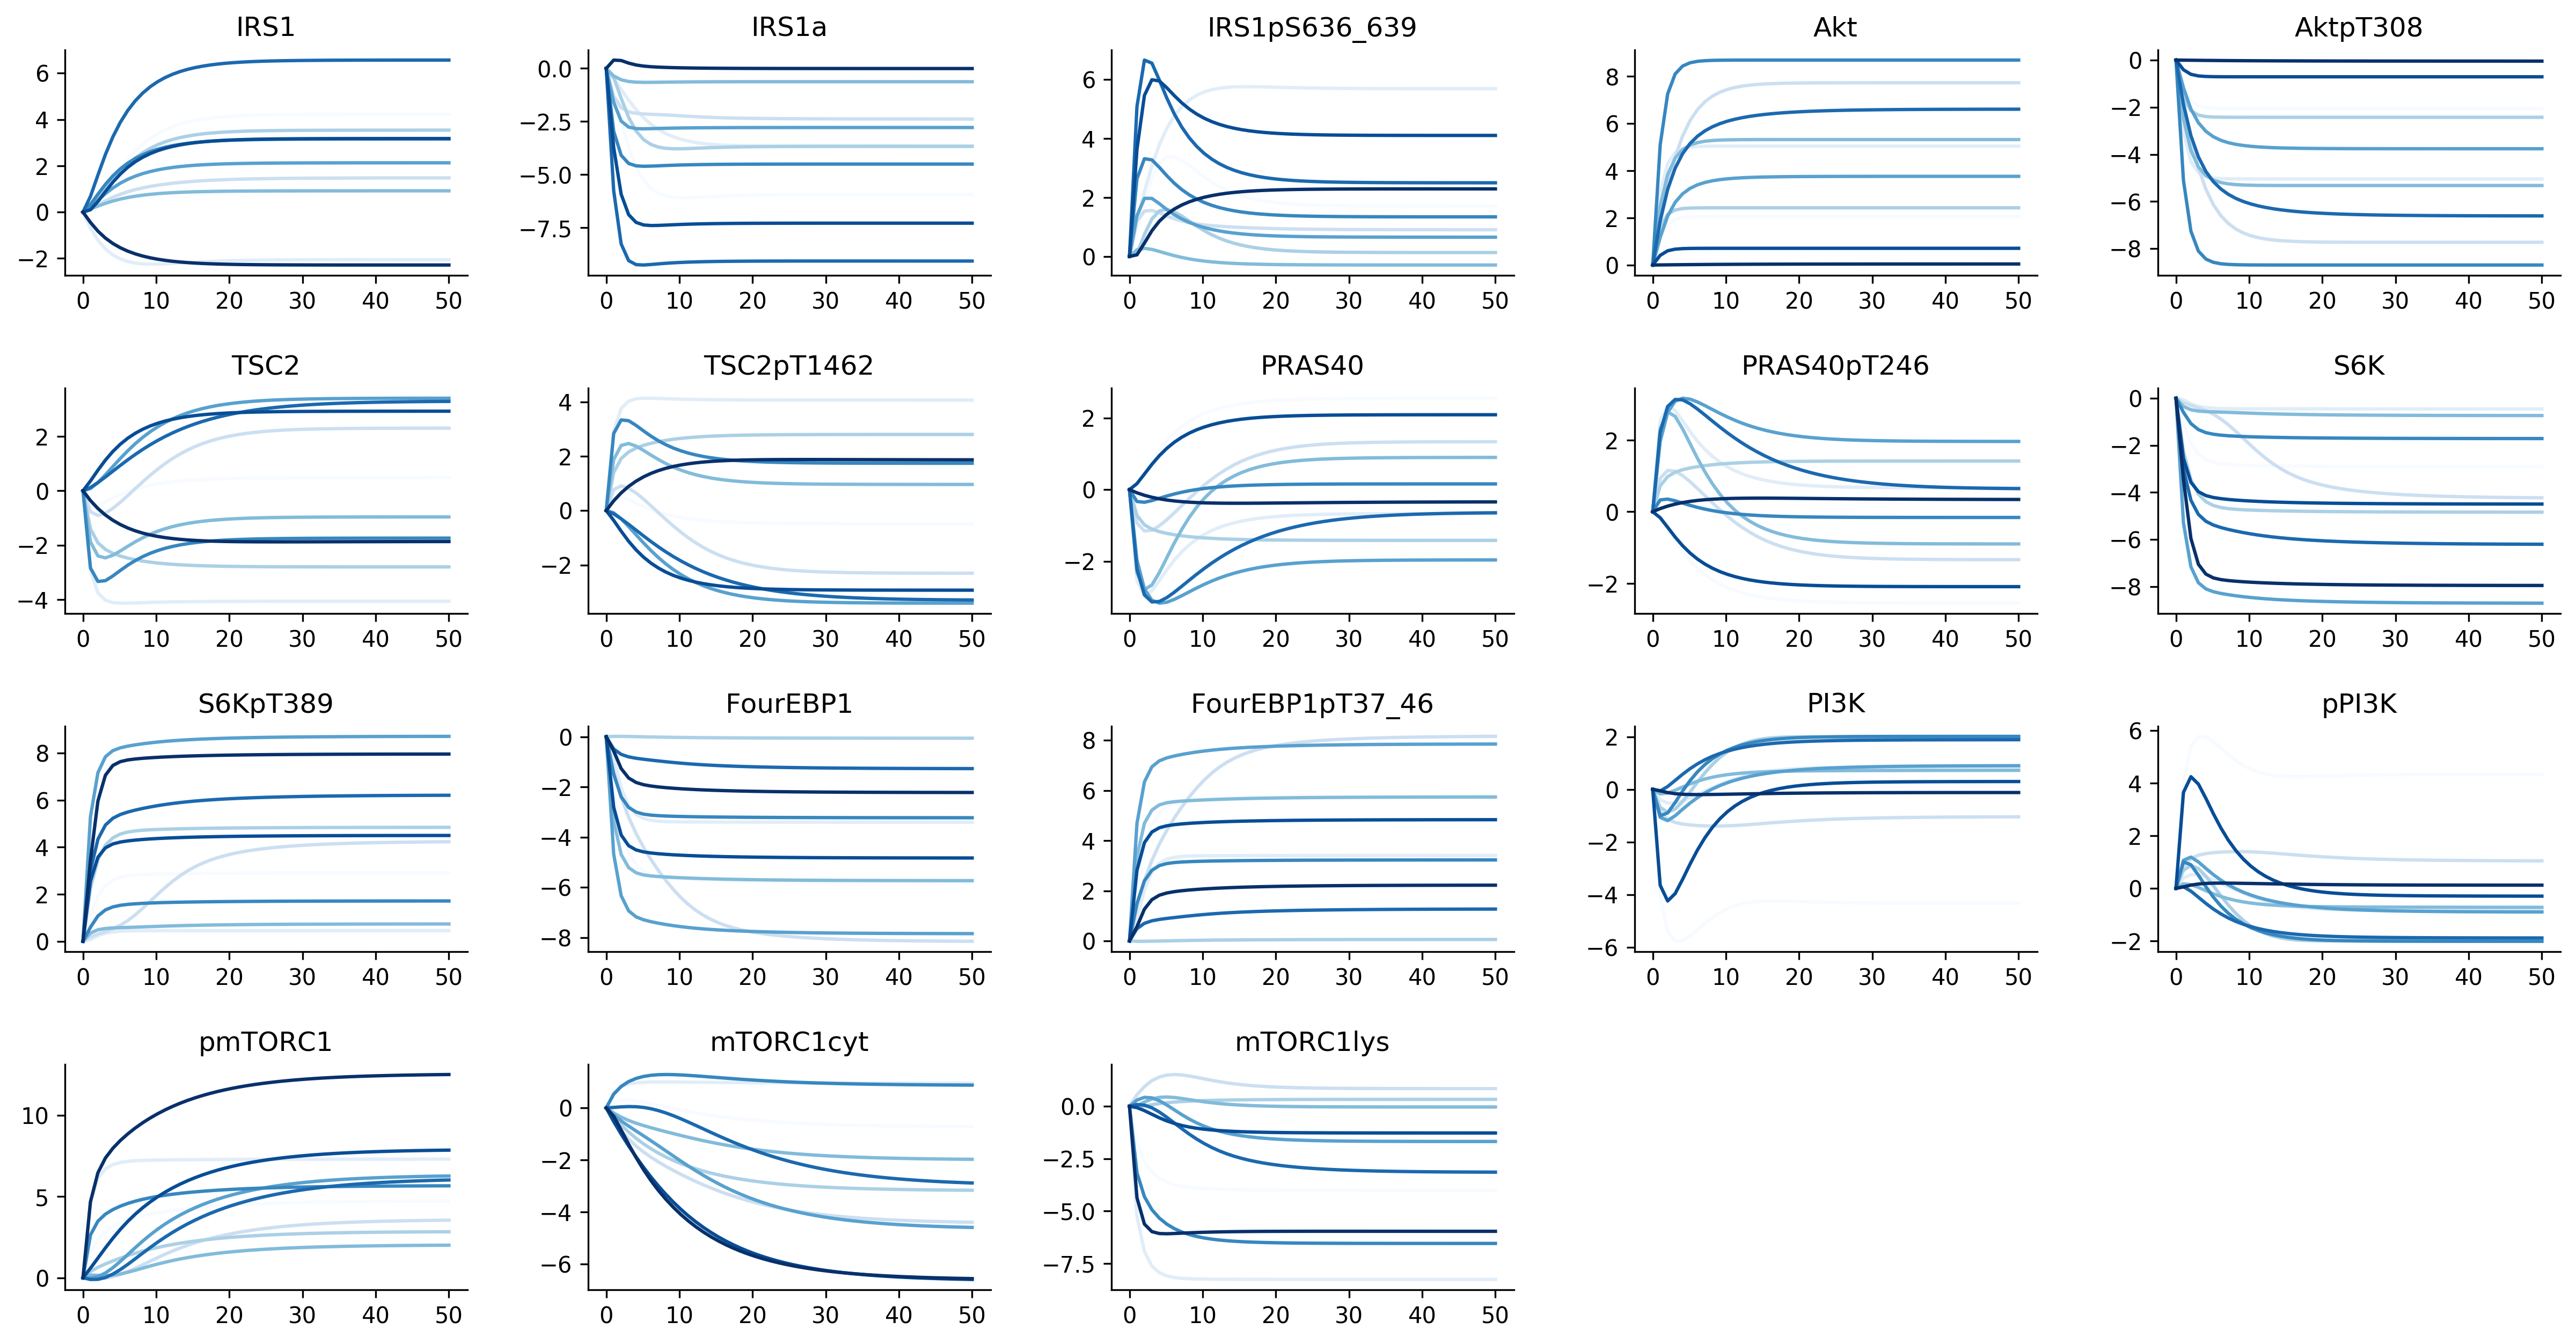 IRS1
6
4
2
0
−2
0 10 20 30 40 50
IRS1a
0.0
−2.5
−5.0
−7.5
0 10 20 30 40 50
IRS1pS636_639
6
4
2
0
0 10 20 30 40 50
Akt
8
6
4
2
0
0 10 20 30 40 50
AktpT308
0
−2
−4
−6
−8
0 10 20 30 40 50
TSC2
2
0
−2
−4
0 10 20 30 40 50
TSC2pT1462
4
2
0
−2
0 10 20 30 40 50
PRAS40
2
0
−2
0 10 20 30 40 50
PRAS40pT246
2
0
−2
0 10 20 30 40 50
S6K
0
−2
−4
−6
−8
0 10 20 30 40 50
S6KpT389
8
6
4
2
0
0 10 20 30 40 50
FourEBP1
0
−2
−4
−6
−8
0 10 20 30 40 50
FourEBP1pT37_46
8
6
4
2
0
0 10 20 30 40 50
PI3K
2
0
−2
−4
−6
0 10 20 30 40 50
pPI3K
6
4
2
0
−2
0 10 20 30 40 50
pmTORC1
10
5
0
0 10 20 30 40 50
mTORC1cyt
0
−2
−4
−6
0 10 20 30 40 50
mTORC1lys
0.0
−2.5
−5.0
−7.5
0 10 20 30 40 50